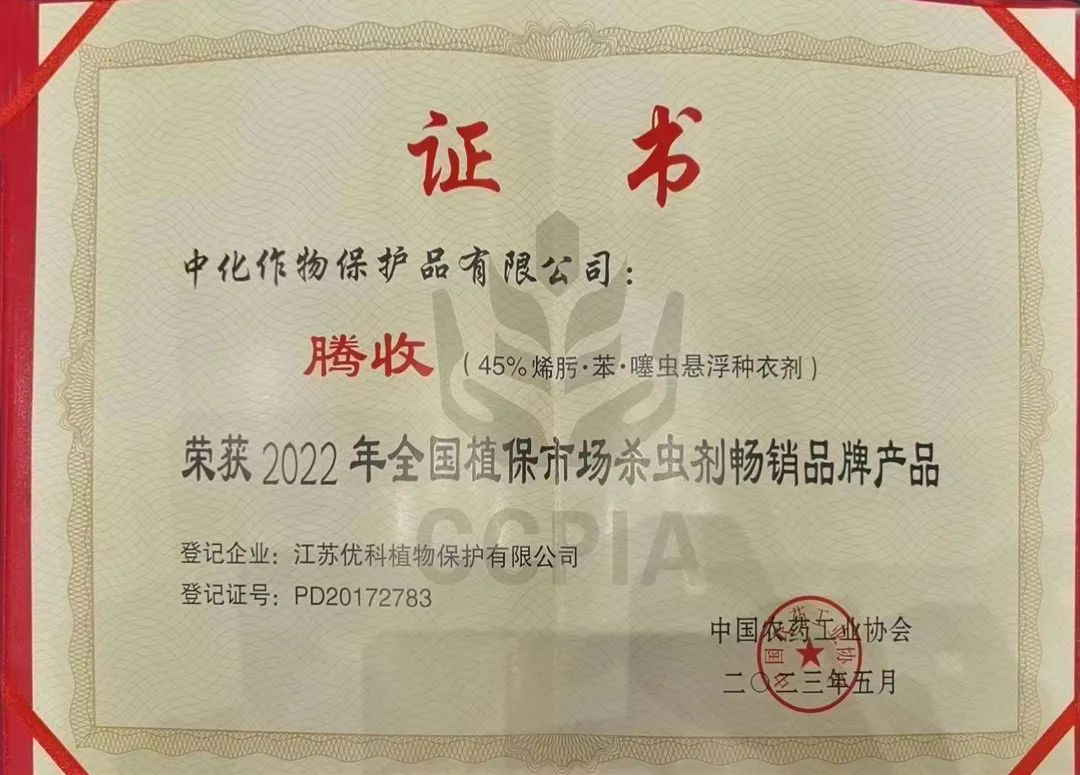 证书
中化作物保护品有限公司：
腾收（45%烯肟·苯·噻虫悬浮种衣剂）
荣获2022年全国植保市场杀虫剂畅销品牌产品
CCPIA
登记企业：江苏优科植物保护有限公司
登记证号：PD20172783
中国农药工业协会
二〇二三年五月